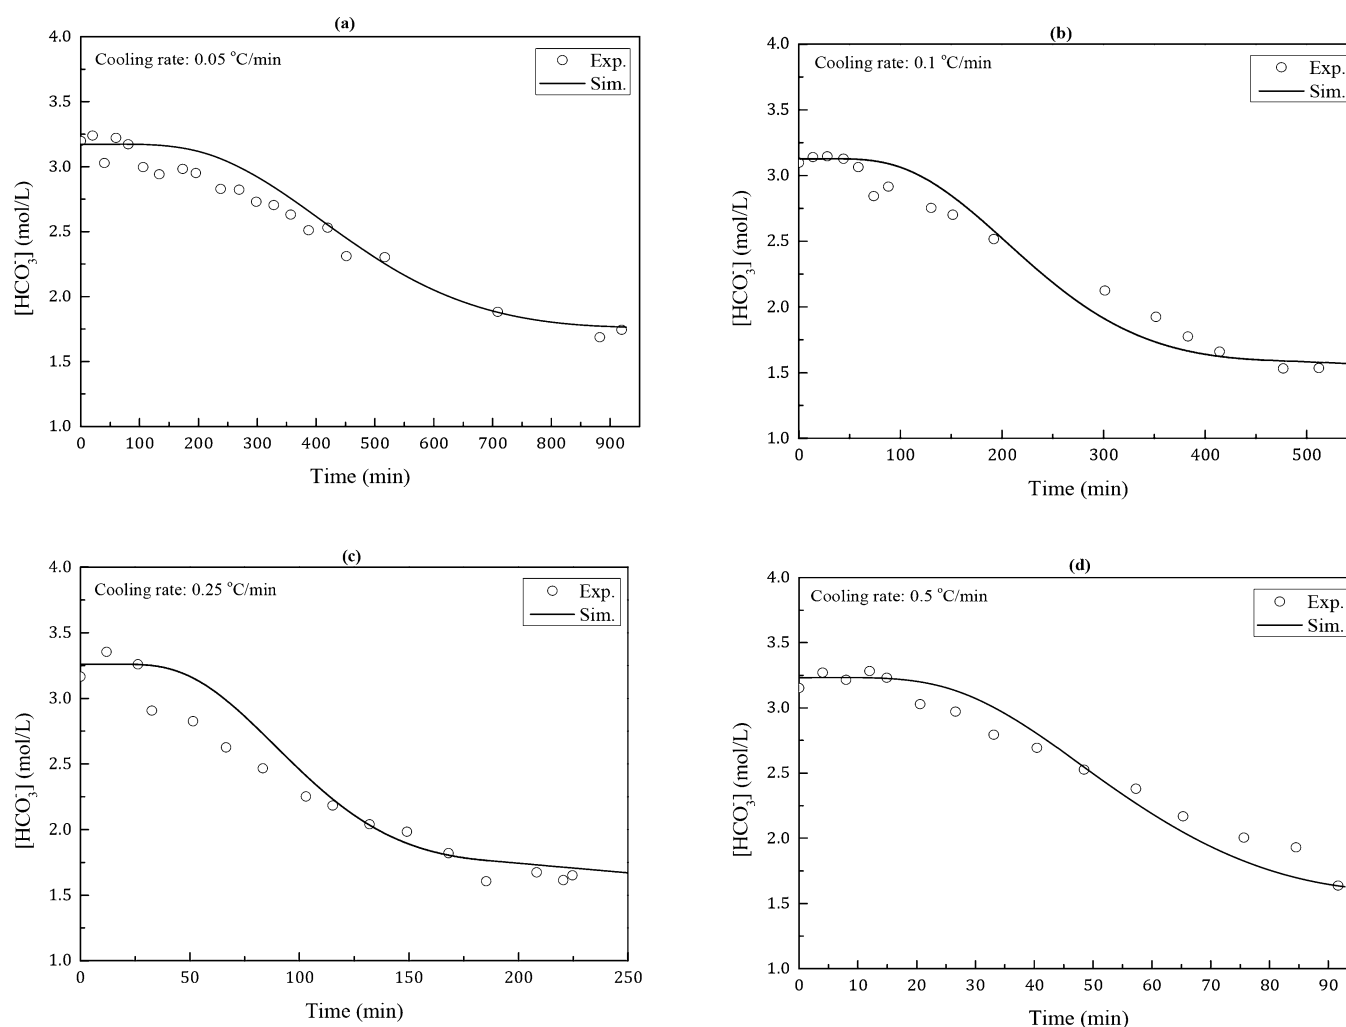 (a)
Cooling rate: 0.05 °C/min
Exp.
Sim.
4.0
3.5
3.0
2.5
2.0
1.5
1.0
[HCO₃⁻] (mol/L)
0 100 200 300 400 500 600 700 800 900
Time (min)
(b)
Cooling rate: 0.1 °C/min
Exp.
Sim.
4.0
3.5
3.0
2.5
2.0
1.5
1.0
[HCO₃⁻] (mol/L)
0 100 200 300 400 500
Time (min)
(c)
Cooling rate: 0.25 °C/min
Exp.
Sim.
4.0
3.5
3.0
2.5
2.0
1.5
1.0
[HCO₃⁻] (mol/L)
0 50 100 150 200 250
Time (min)
(d)
Cooling rate: 0.5 °C/min
Exp.
Sim.
4.0
3.5
3.0
2.5
2.0
1.5
1.0
[HCO₃⁻] (mol/L)
0 10 20 30 40 50 60 70 80 90
Time (min)